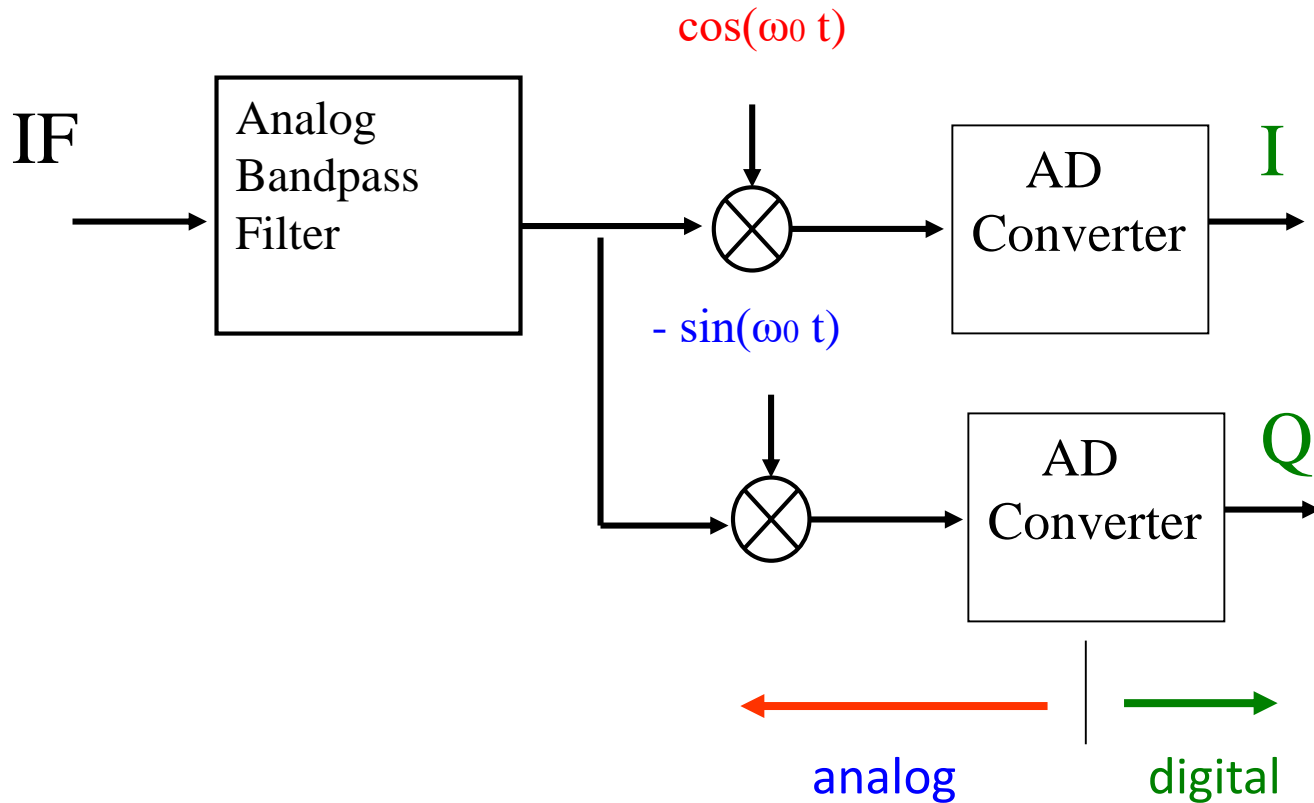 cos(ω0 t)
IF
Analog
Bandpass
Filter
AD
Converter
I
- sin(ω0 t)
AD
Converter
Q
analog
digital